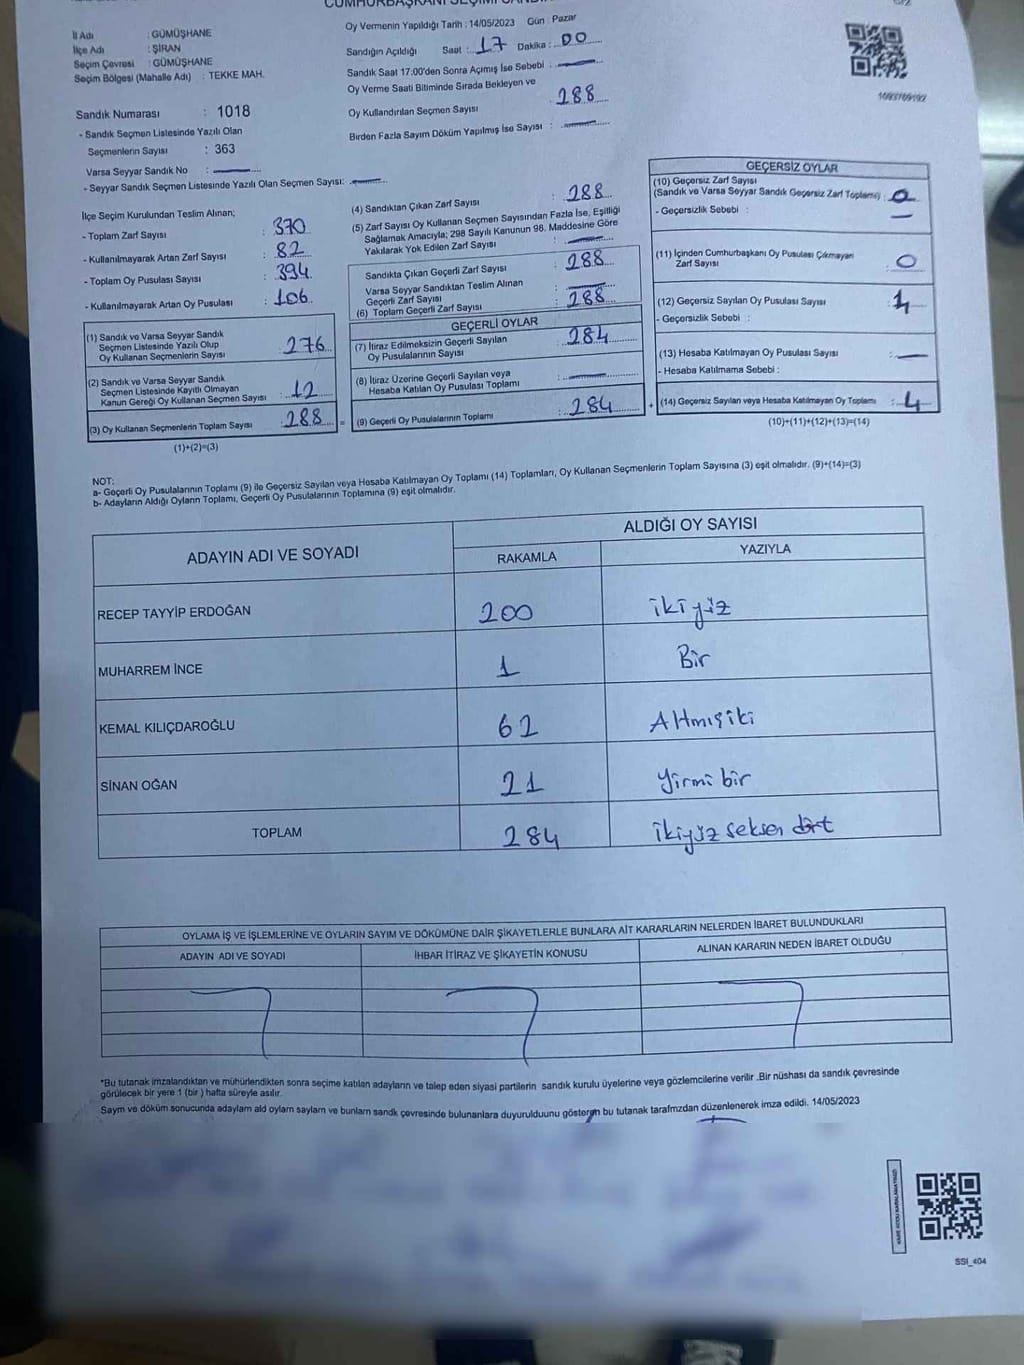 İl Adı : GÜMÜŞHANE
İlçe Adı : ŞİRAN
Seçim Çevresi : GÜMÜŞHANE
Seçim Bölgesi (Mahalle Adı) : TEKKE MAH.
Sandık Numarası : 1018
- Sandık Seçmen Listesinde Yazılı Olan
Seçmenlerin Sayısı : 363
Varsa Seyyar Sandık No :
- Seyyar Sandık Seçmen Listesinde Yazılı Olan Seçmen Sayısı:
Oy Vermenin Yapıldığı Tarih : 14/05/2023 Gün : Pazar
Sandığın Açıldığı Saat : 17 Dakika : 00
Sandık Saat 17:00'den Sonra Açımış İse Sebebi :
Oy Verme Saati Bitiminde Sırada Bekleyen ve
Oy Kullandırılan Seçmen Sayısı : 288
Birden Fazla Sayım Döküm Yapılmış İse Sayısı :
1693769192
İlçe Seçim Kurulundan Teslim Alınan;
- Toplam Zarf Sayısı : 370
- Kullanılmayarak Artan Zarf Sayısı : 82
- Toplam Oy Pusulası Sayısı : 394
- Kullanılmayarak Artan Oy Pusulası : 106
(1) Sandık ve Varsa Seyyar Sandık
Seçmen Listesinde Yazılı Olup
Oy Kullanan Seçmenlerin Sayısı : 276
(2) Sandık ve Varsa Seyyar Sandık
Seçmen Listesinde Kayıtlı Olmayan
Kanun Gereği Oy Kullanan Seçmen Sayısı : 12
(3) Oy Kullanan Seçmenlerin Toplam Sayısı : 288 =
(1)+(2)=(3)
(4) Sandıktan Çıkan Zarf Sayısı : 288
(5) Zarf Sayısı Oy Kullanan Seçmen Sayısından Fazla İse, Eşitliği
Sağlamak Amacıyla; 298 Sayılı Kanunun 98. Maddesine Göre
Yakılarak Yok Edilen Zarf Sayısı :
Sandıkta Çıkan Geçerli Zarf Sayısı : 288
Varsa Seyyar Sandıktan Teslim Alınan
Geçerli Zarf Sayısı :
(6) Toplam Geçerli Zarf Sayısı : 288
GEÇERLİ OYLAR
(7) İtiraz Edilmeksizin Geçerli Sayılan
Oy Pusulalarının Sayısı : 284
(8) İtiraz Üzerine Geçerli Sayılan veya
Hesaba Katılan Oy Pusulası Toplamı :
(9) Geçerli Oy Pusulalarının Toplamı : 284 +
GEÇERSİZ OYLAR
(10) Geçersiz Zarf Sayısı
(Sandık ve Varsa Seyyar Sandık Geçersiz Zarf Toplamı) : 0
- Geçersizlik Sebebi :
(11) İçinden Cumhurbaşkanı Oy Pusulası Çıkmayan
Zarf Sayısı : 0
(12) Geçersiz Sayılan Oy Pusulası Sayısı : 4
- Geçersizlik Sebebi :
(13) Hesaba Katılmayan Oy Pusulası Sayısı :
- Hesaba Katılmama Sebebi :
(14) Geçersiz Sayılan veya Hesaba Katılmayan Oy Toplamı : 4
(10)+(11)+(12)+(13)=(14)
NOT:
a- Geçerli Oy Pusulalarının Toplamı (9) ile Geçersiz Sayılan veya Hesaba Katılmayan Oy Toplamı (14) Toplamları, Oy Kullanan Seçmenlerin Toplam Sayısına (3) eşit olmalıdır. (9)+(14)=(3)
b- Adayların Aldığı Oyların Toplamı, Geçerli Oy Pusulalarının Toplamına (9) eşit olmalıdır.
ADAYIN ADI VE SOYADI ALDIĞI OY SAYISI
RAKAMLA YAZIYLA
RECEP TAYYİP ERDOĞAN 200 ikiyüz
MUHARREM İNCE 1 Bir
KEMAL KILIÇDAROĞLU 62 Altmışiki
SİNAN OĞAN 21 yirmi bir
TOPLAM 284 ikiyüz seksen dört
OYLAMA İŞ VE İŞLEMLERİNE VE OYLARIN SAYIM VE DÖKÜMÜNE DAİR ŞİKAYETLERLE BUNLARA AİT KARARLARIN NELERDEN İBARET BULUNDUKLARI
ADAYIN ADI VE SOYADI İHBAR İTİRAZ VE ŞİKAYETİN KONUSU ALINAN KARARIN NEDEN İBARET OLDUĞU
*Bu tutanak imzalandıktan ve mühürlendikten sonra seçime katılan adayların ve talep eden siyasi partilerin sandık kurulu üyelerine veya gözlemcilerine verilir .Bir nüshası da sandık çevresinde
görülecek bir yere 1 (bir ) hafta süreyle asılır.
Sayım ve döküm sonucunda adayların ald oyların sayların ve bunların sandk çevresinde bulunanlara duyurulduunu gösteren bu tutanak tarafmzdan düzenlenerek imza edildi. 14/05/2023
SSI_404